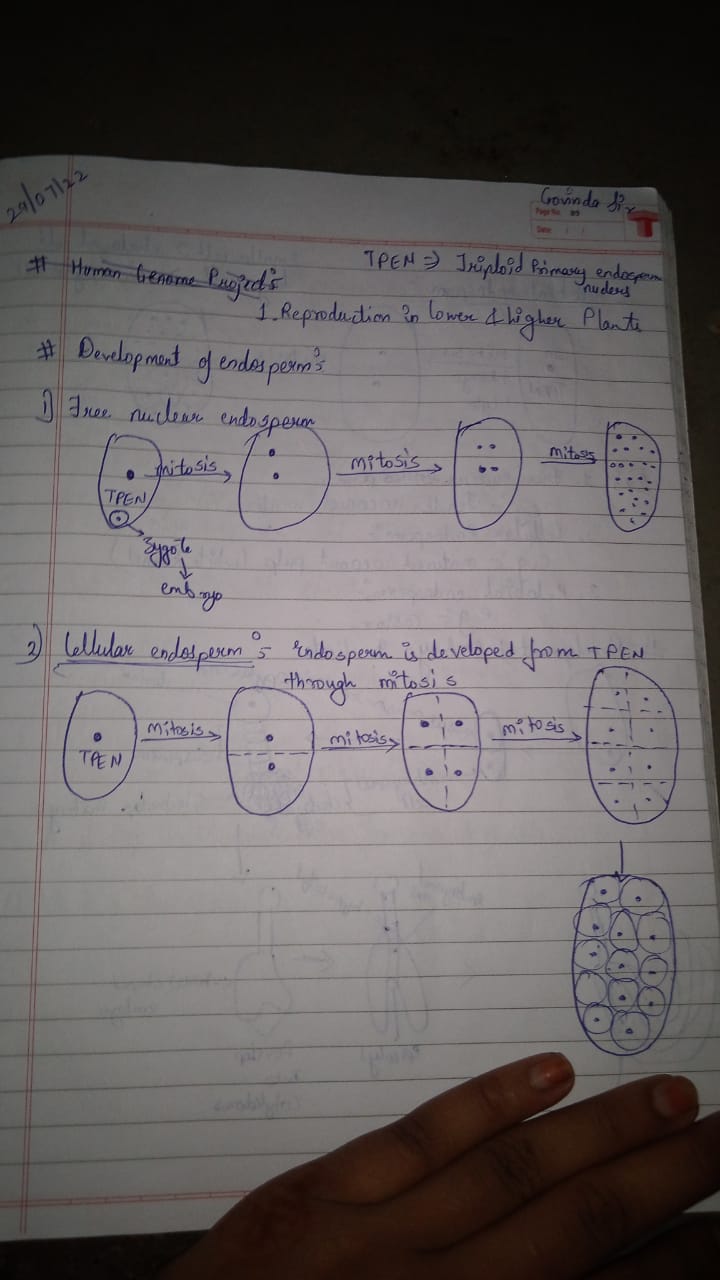 29/07/22
Govinda Sir
Page No. 89
Date: / /
# Human Genome Project :-
TPEN ⇒ Triploid Primary endosperm
nucleus
1. Reproduction in lower & higher Plants
# Development of endosperm :-
1) Free nuclear endosperm
TPEN mitosis → mitosis → mitosis
zygote
embryo
2) Cellular endosperm :- Endosperm is developed from TPEN
through mitosis
TPEN mitosis → mitosis → mitosis →